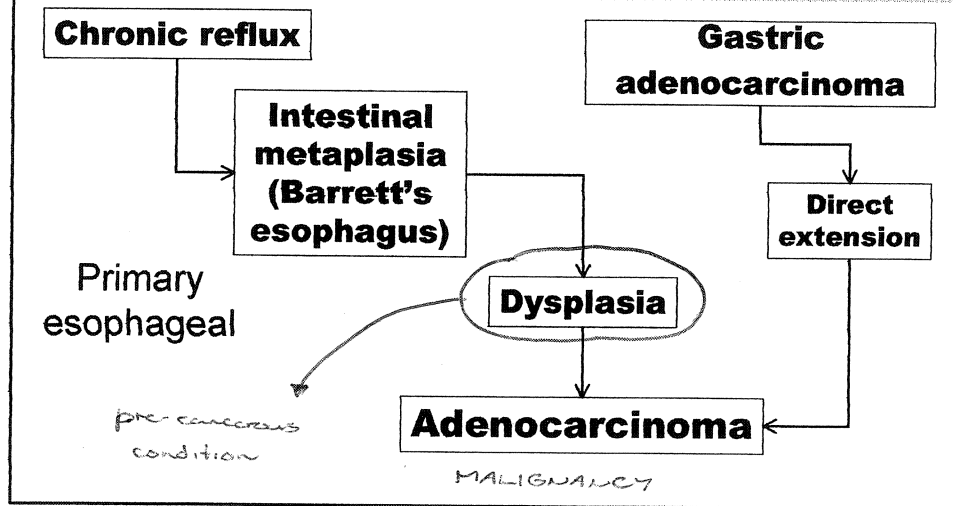 Chronic reflux
Gastric
adenocarcinoma
Intestinal
metaplasia
(Barrett's
esophagus)
Direct
extension
Primary
esophageal
Dysplasia
pre-cancerous
condition
Adenocarcinoma
MALIGNANCY